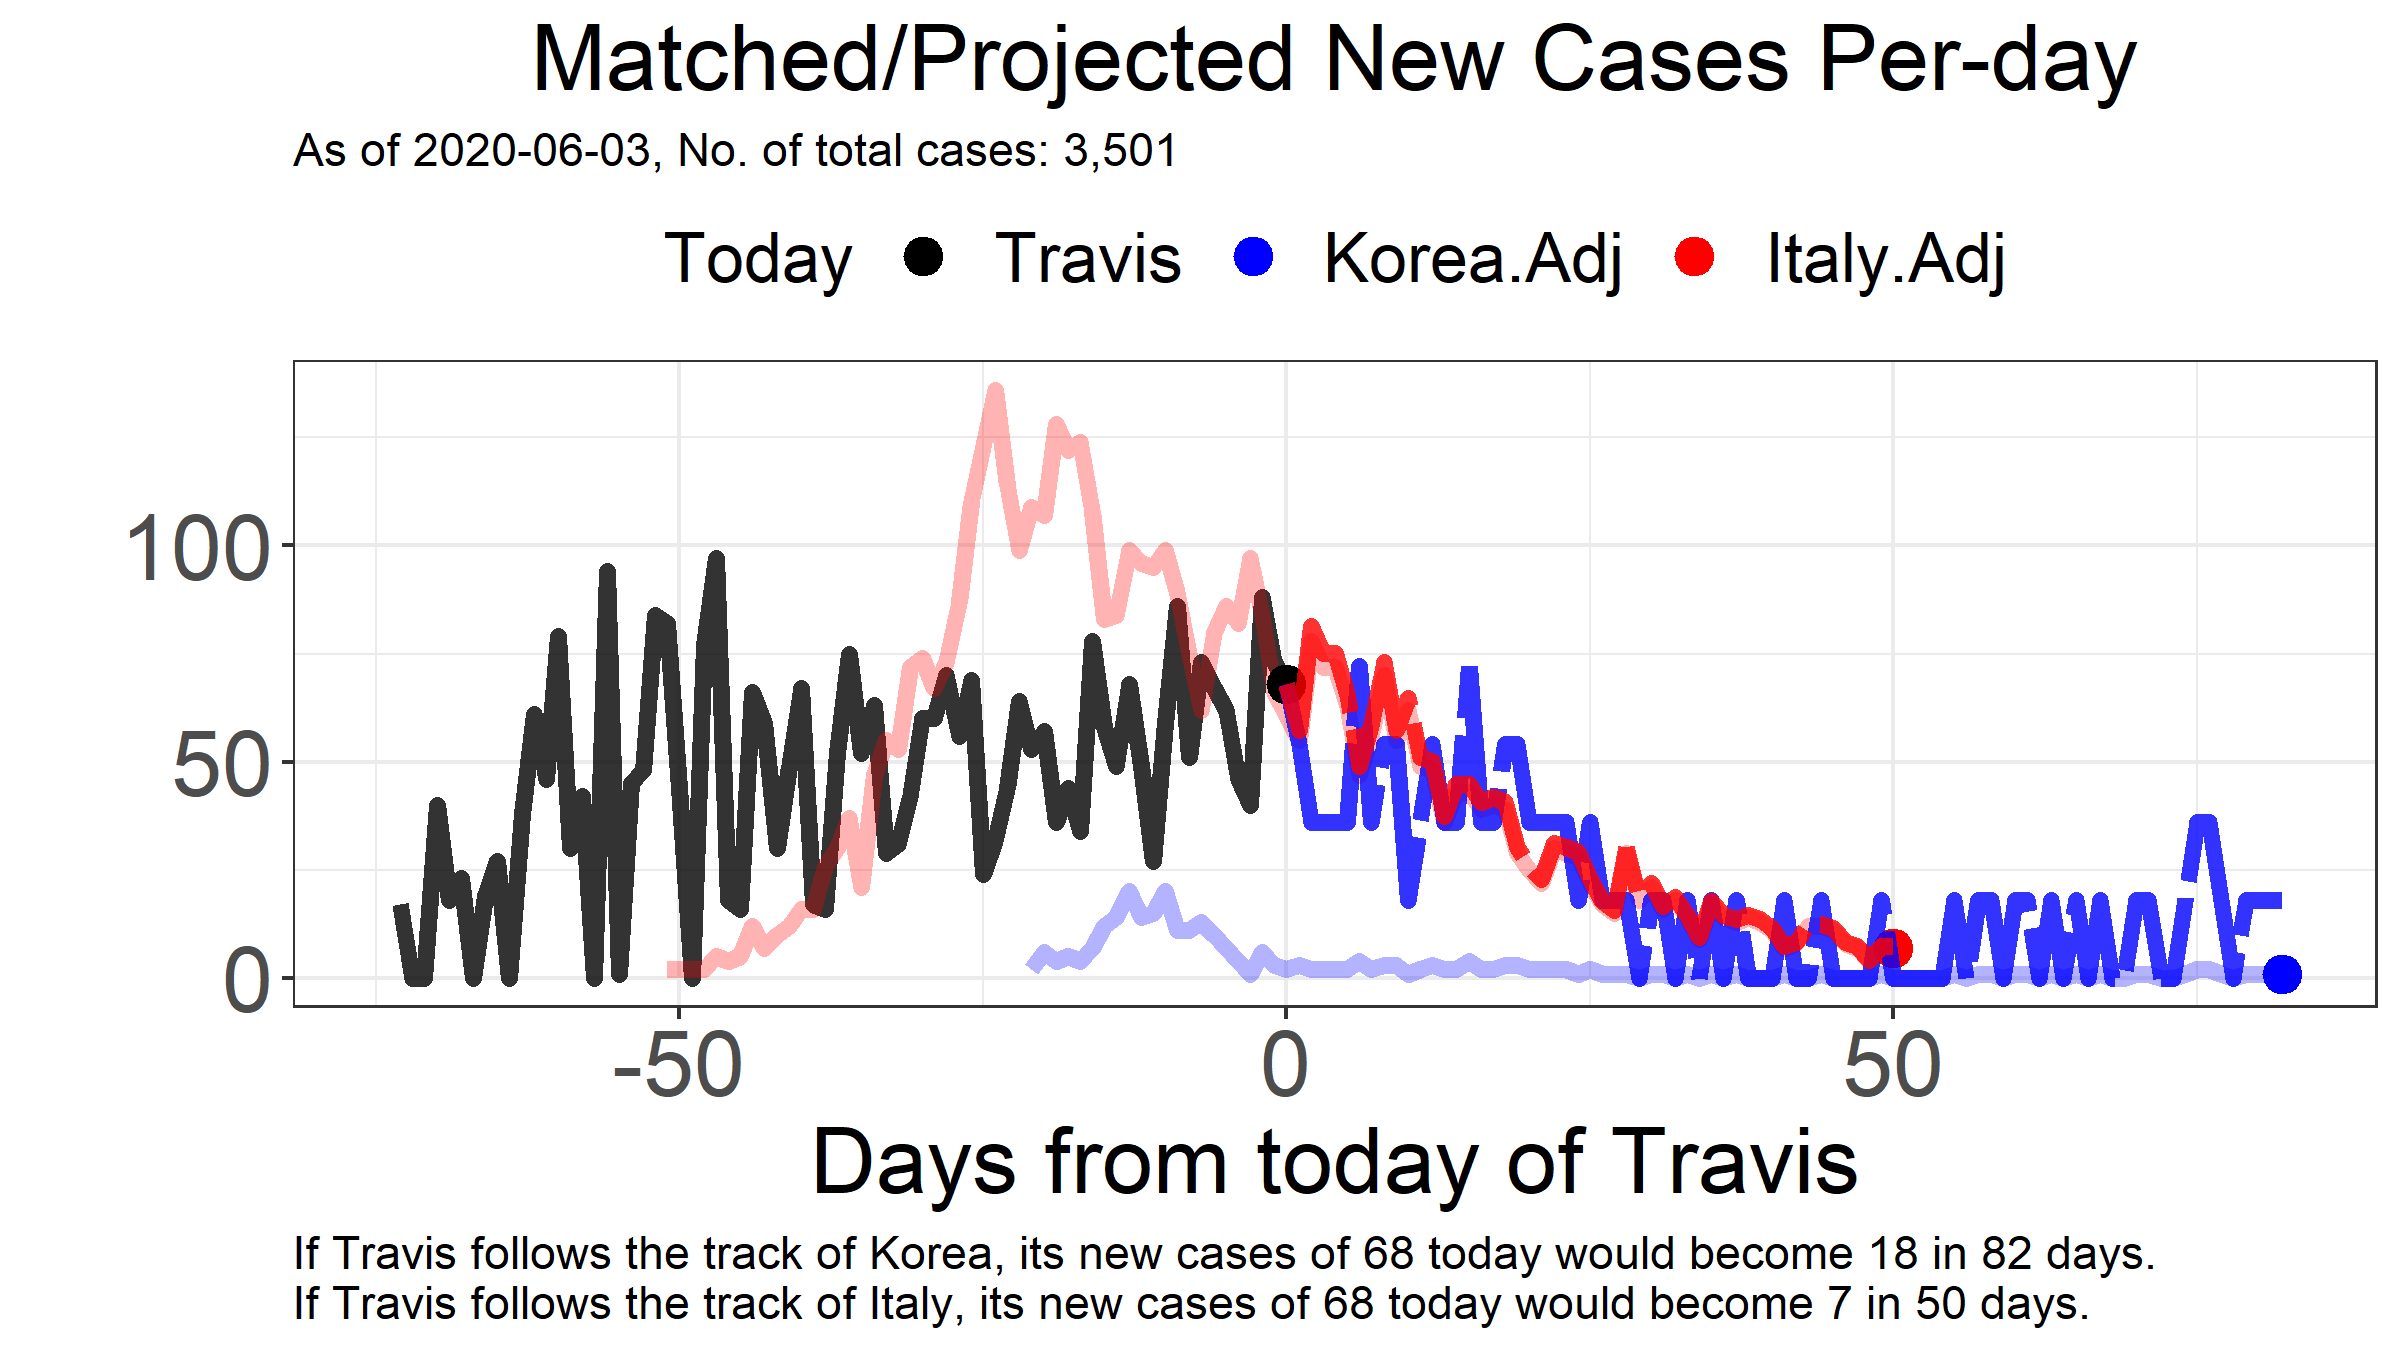 Matched/Projected New Cases Per-day
As of 2020-06-03, No. of total cases: 3,501
Today Travis Korea.Adj Italy.Adj
100
50
0
-50 0 50
Days from today of Travis
If Travis follows the track of Korea, its new cases of 68 today would become 18 in 82 days.
If Travis follows the track of Italy, its new cases of 68 today would become 7 in 50 days.